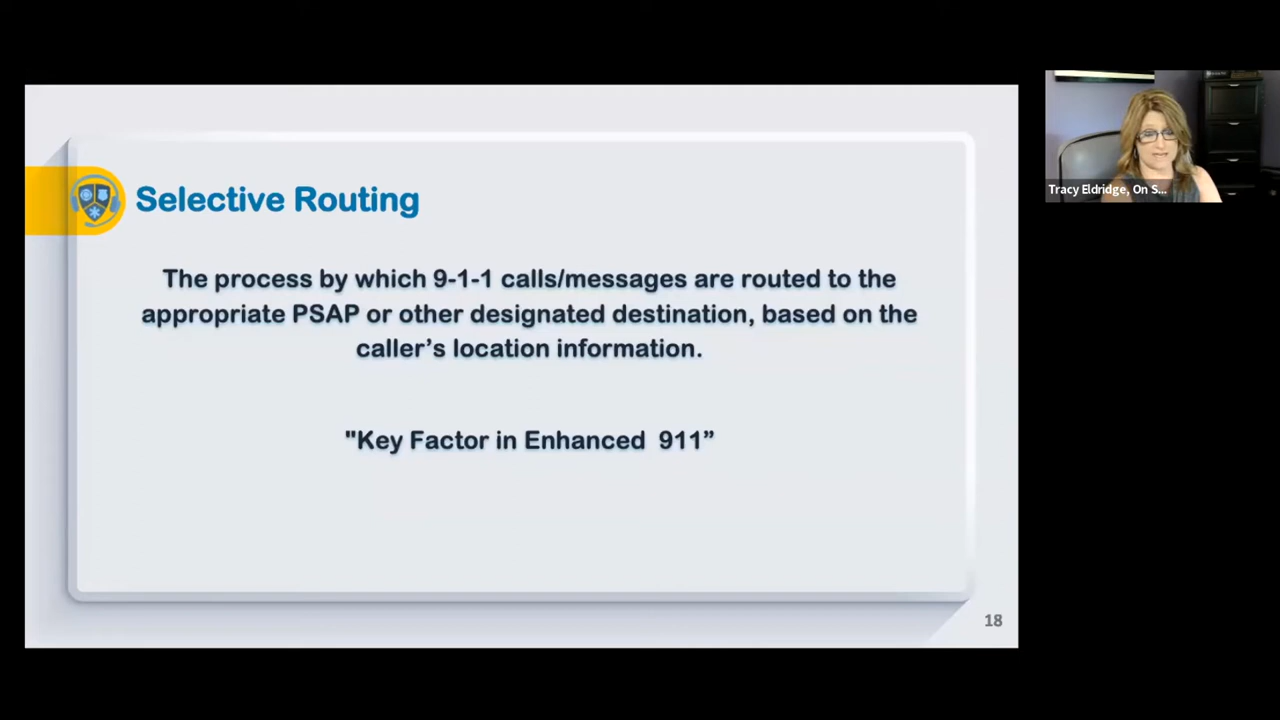 Selective Routing
The process by which 9-1-1 calls/messages are routed to the
appropriate PSAP or other designated destination, based on the
caller’s location information.
"Key Factor in Enhanced  911”
18
Tracy Eldridge, On S...